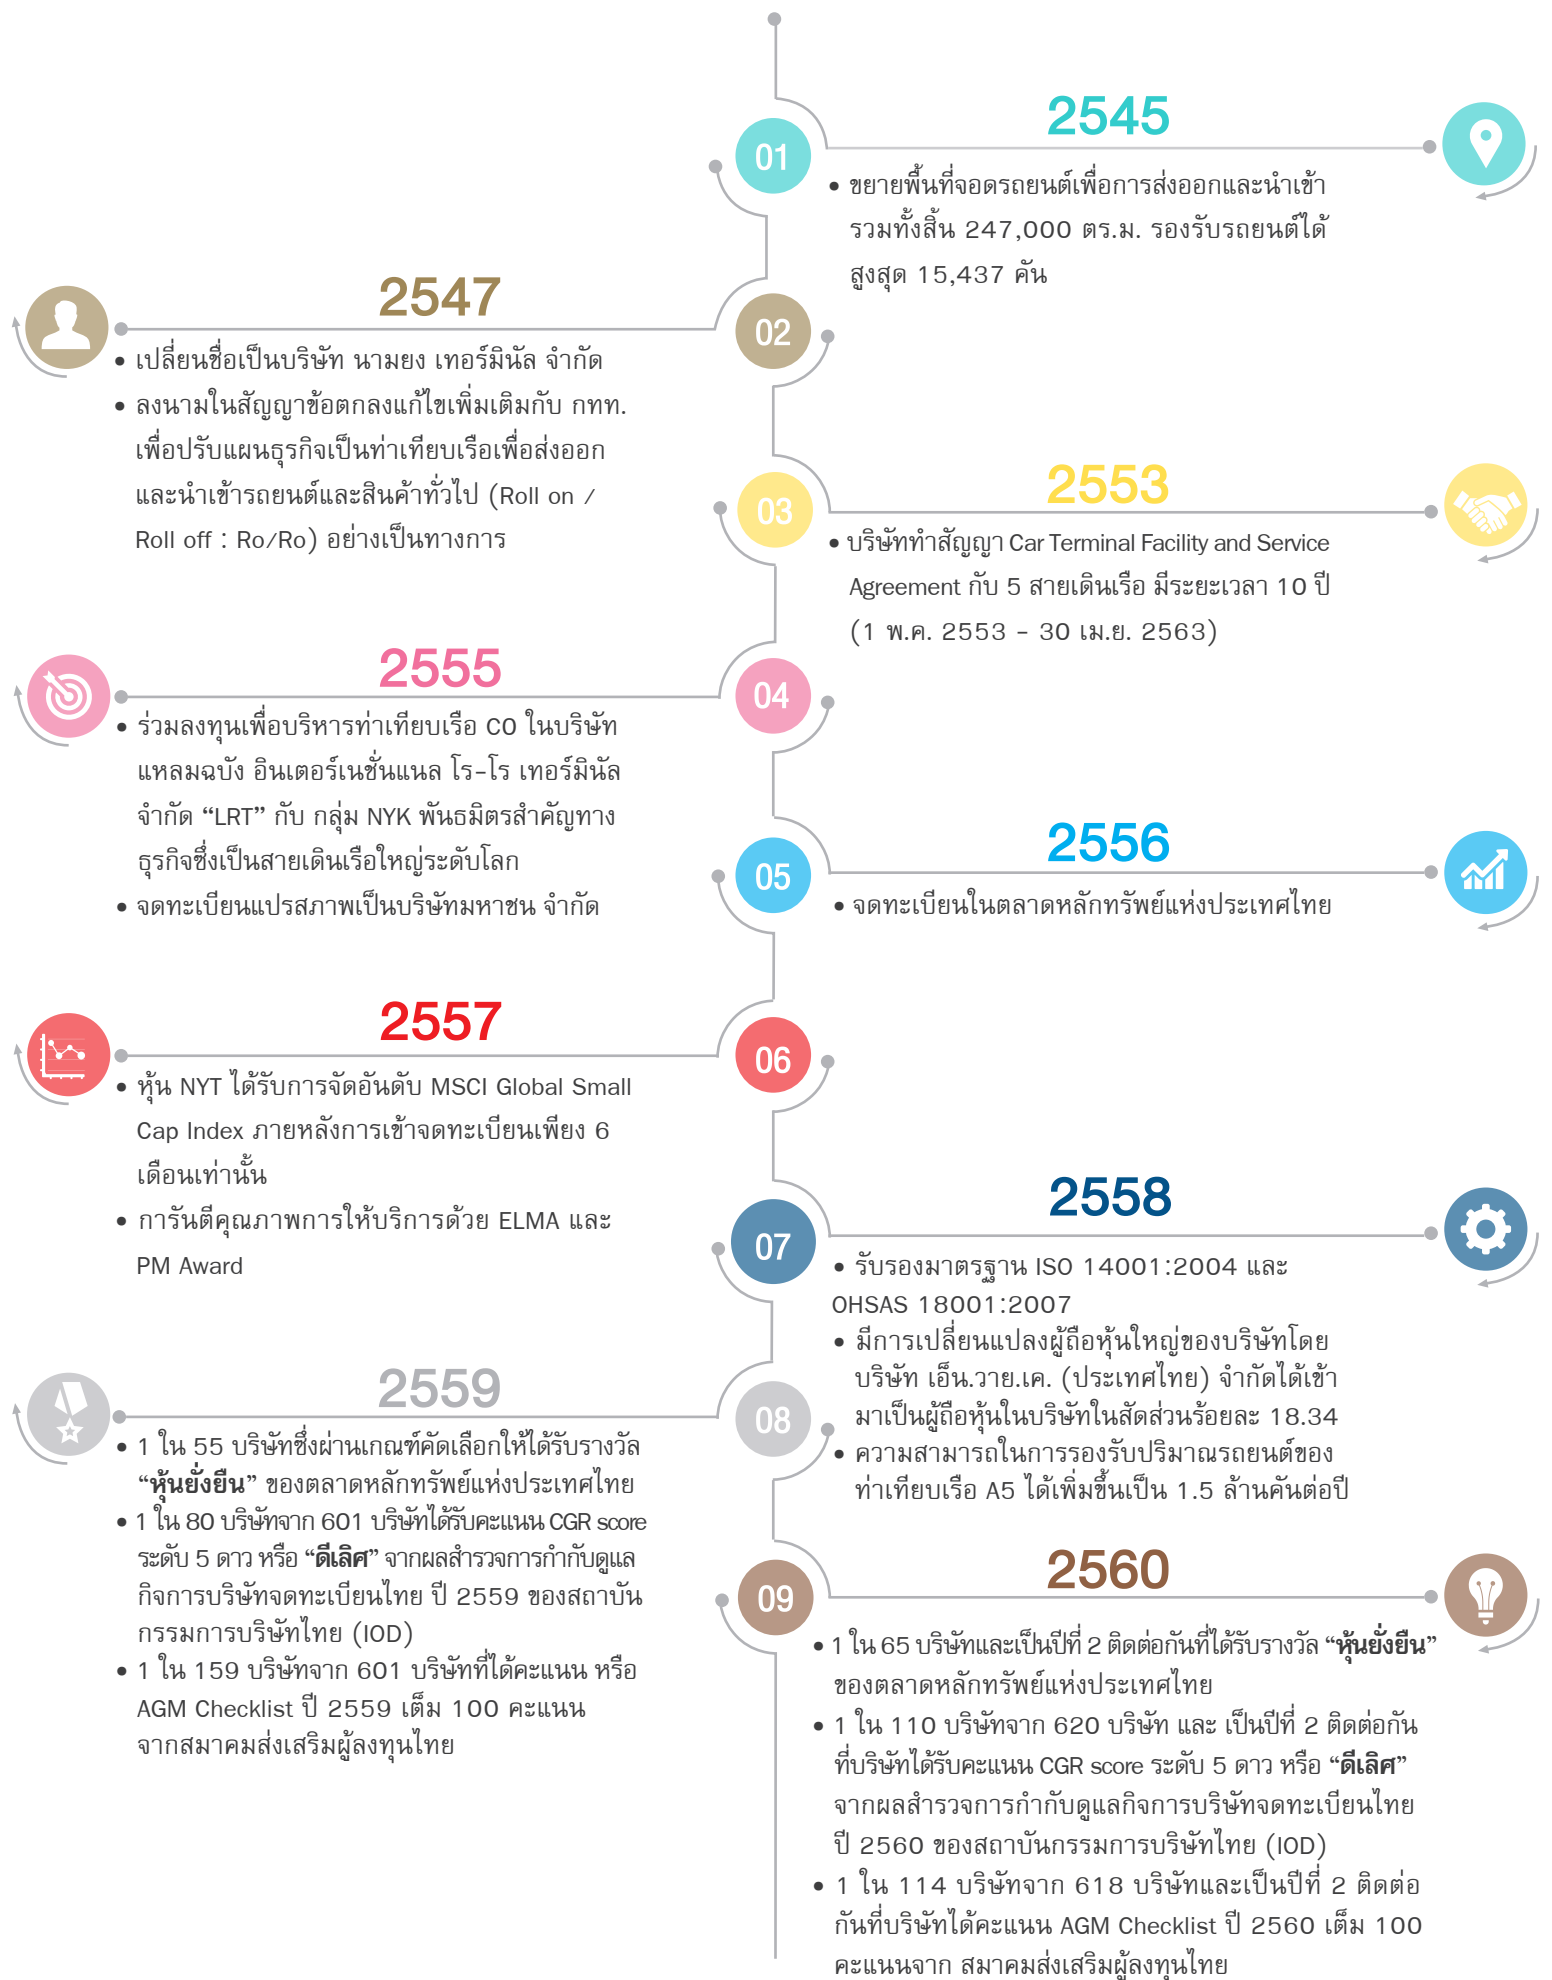 01
2545
• ขยายพื้นที่จอดรถยนต์เพื่อการส่งออกและนำเข้า
รวมทั้งสิ้น 247,000 ตร.ม. รองรับรถยนต์ได้
สูงสุด 15,437 คัน
2547
02
• เปลี่ยนชื่อเป็นบริษัท นามยง เทอร์มินัล จำกัด
• ลงนามในสัญญาข้อตกลงแก้ไขเพิ่มเติมกับ กทท.
เพื่อปรับแผนธุรกิจเป็นท่าเทียบเรือเพื่อส่งออก
และนำเข้ารถยนต์และสินค้าทั่วไป (Roll on /
Roll off : Ro/Ro) อย่างเป็นทางการ
03
2553
• บริษัททำสัญญา Car Terminal Facility and Service
Agreement กับ 5 สายเดินเรือ มีระยะเวลา 10 ปี
(1 พ.ค. 2553 - 30 เม.ย. 2563)
2555
04
• ร่วมลงทุนเพื่อบริหารท่าเทียบเรือ C0 ในบริษัท
แหลมฉบัง อินเตอร์เนชั่นแนล โร-โร เทอร์มินัล
จำกัด “LRT” กับ กลุ่ม NYK พันธมิตรสำคัญทาง
ธุรกิจซึ่งเป็นสายเดินเรือใหญ่ระดับโลก
• จดทะเบียนแปรสภาพเป็นบริษัทมหาชน จำกัด
05
2556
• จดทะเบียนในตลาดหลักทรัพย์แห่งประเทศไทย
2557
06
• หุ้น NYT ได้รับการจัดอันดับ MSCI Global Small
Cap Index ภายหลังการเข้าจดทะเบียนเพียง 6
เดือนเท่านั้น
• การันตีคุณภาพการให้บริการด้วย ELMA และ
PM Award
07
2558
• รับรองมาตรฐาน ISO 14001:2004 และ
OHSAS 18001:2007
• มีการเปลี่ยนแปลงผู้ถือหุ้นใหญ่ของบริษัทโดย
บริษัท เอ็น.วาย.เค. (ประเทศไทย) จำกัดได้เข้า
มาเป็นผู้ถือหุ้นในบริษัทในสัดส่วนร้อยละ 18.34
• ความสามารถในการรองรับปริมาณรถยนต์ของ
ท่าเทียบเรือ A5 ได้เพิ่มขึ้นเป็น 1.5 ล้านคันต่อปี
2559
08
• 1 ใน 55 บริษัทซึ่งผ่านเกณฑ์คัดเลือกให้ได้รับรางวัล
“หุ้นยั่งยืน” ของตลาดหลักทรัพย์แห่งประเทศไทย
• 1 ใน 80 บริษัทจาก 601 บริษัทได้รับคะแนน CGR score
ระดับ 5 ดาว หรือ “ดีเลิศ” จากผลสำรวจการกำกับดูแล
กิจการบริษัทจดทะเบียนไทย ปี 2559 ของสถาบัน
กรรมการบริษัทไทย (IOD)
• 1 ใน 159 บริษัทจาก 601 บริษัทที่ได้คะแนน หรือ
AGM Checklist ปี 2559 เต็ม 100 คะแนน
จากสมาคมส่งเสริมผู้ลงทุนไทย
09
2560
• 1 ใน 65 บริษัทและเป็นปีที่ 2 ติดต่อกันที่ได้รับรางวัล “หุ้นยั่งยืน”
ของตลาดหลักทรัพย์แห่งประเทศไทย
• 1 ใน 110 บริษัทจาก 620 บริษัท และ เป็นปีที่ 2 ติดต่อกัน
ที่บริษัทได้รับคะแนน CGR score ระดับ 5 ดาว หรือ “ดีเลิศ”
จากผลสำรวจการกำกับดูแลกิจการบริษัทจดทะเบียนไทย
ปี 2560 ของสถาบันกรรมการบริษัทไทย (IOD)
• 1 ใน 114 บริษัทจาก 618 บริษัทและเป็นปีที่ 2 ติดต่อ
กันที่บริษัทได้คะแนน AGM Checklist ปี 2560 เต็ม 100
คะแนนจาก สมาคมส่งเสริมผู้ลงทุนไทย